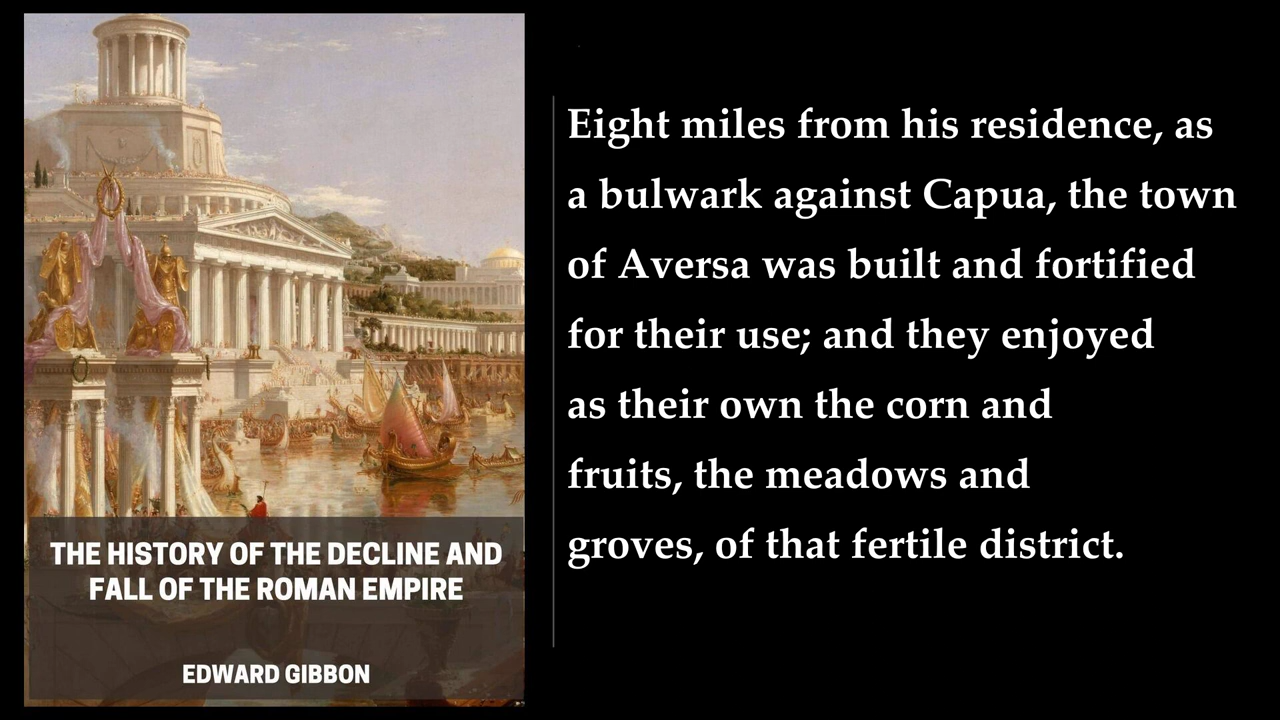 THE HISTORY OF THE DECLINE AND
FALL OF THE ROMAN EMPIRE
EDWARD GIBBON
Eight miles from his residence, as
a bulwark against Capua, the town
of Aversa was built and fortified
for their use; and they enjoyed
as their own the corn and
fruits, the meadows and
groves, of that fertile district.